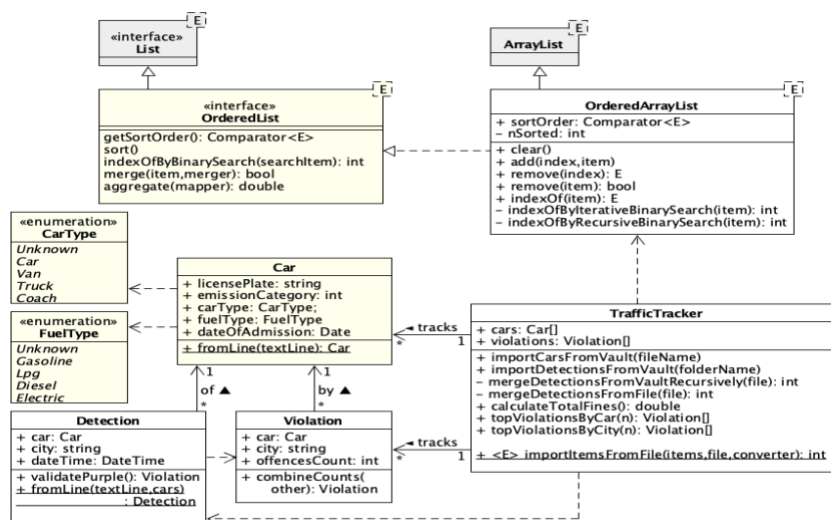 E
«interface»
List
E
ArrayList
E
«interface»
OrderedList
getSortOrder(): Comparator<E>
sort()
indexOfByBinarySearch(searchItem): int
merge(item,merger): bool
aggregate(mapper): double
E
OrderedArrayList
+ sortOrder: Comparator<E>
- nSorted: int
+ clear()
+ add(index,item)
+ remove(index): E
+ remove(item): bool
+ indexOf(item): E
- indexOfByIterativeBinarySearch(item): int
- indexOfByRecursiveBinarySearch(item): int
«enumeration»
CarType
Unknown
Car
Van
Truck
Coach
«enumeration»
FuelType
Unknown
Gasoline
Lpg
Diesel
Electric
Car
+ licensePlate: string
+ emissionCategory: int
+ carType: CarType;
+ fuelType: FuelType
+ dateOfAdmission: Date
+ fromLine(textLine): Car
◄ tracks
* 1
TrafficTracker
+ cars: Car[]
+ violations: Violation[]
+ importCarsFromVault(fileName)
+ importDetectionsFromVault(folderName)
- mergeDetectionsFromVaultRecursively(file): int
- mergeDetectionsFromFile(file): int
+ calculateTotalFines(): double
+ topViolationsByCar(n): Violation[]
+ topViolationsByCity(n): Violation[]
+ <E> importItemsFromFile(items,file,converter): int
1
of ▲
*
1
by ▲
*
Detection
+ car: Car
+ city: string
+ dateTime: DateTime
+ validatePurple(): Violation
+ fromLine(textLine,cars)
: Detection
Violation
+ car: Car
+ city: string
+ offencesCount: int
+ combineCounts(
other): Violation
◄ tracks
* 1